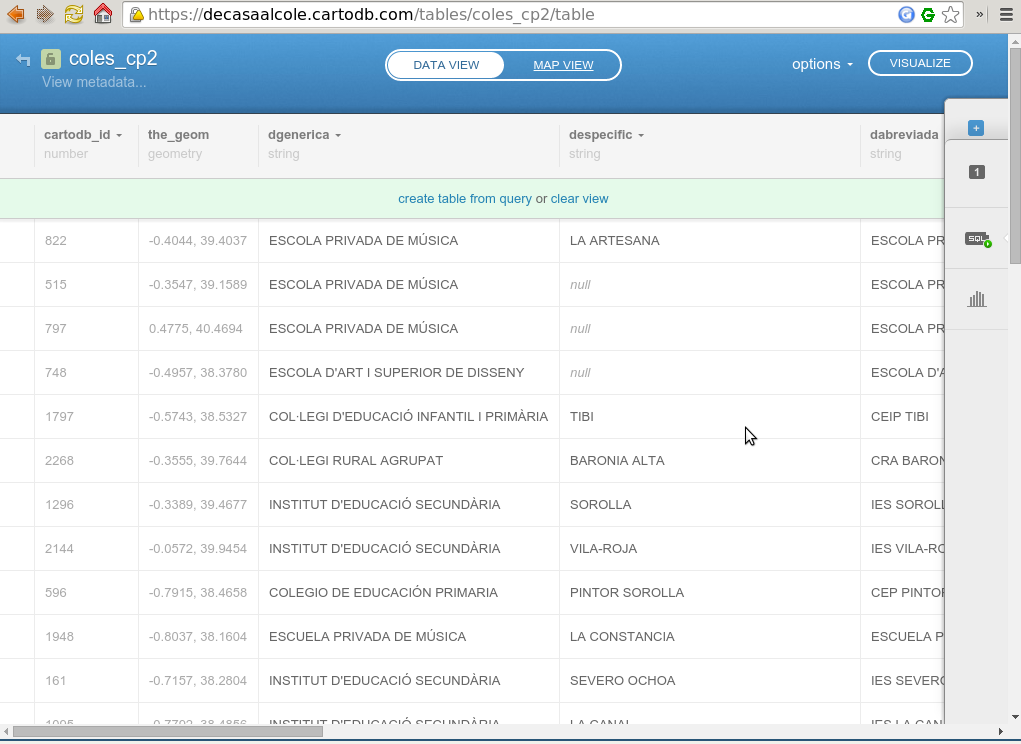 https://decasaalcole.cartodb.com/tables/coles_cp2/table
»
coles_cp2
View metadata...
DATA VIEW MAP VIEW
options VISUALIZE
cartodb_id the_geom dgenerica despecific dabreviada
number geometry string string string
create table from query or clear view
1
SQL
822 -0.4044, 39.4037 ESCOLA PRIVADA DE MÚSICA LA ARTESANA ESCOLA PR
515 -0.3547, 39.1589 ESCOLA PRIVADA DE MÚSICA null ESCOLA PR
797 0.4775, 40.4694 ESCOLA PRIVADA DE MÚSICA null ESCOLA PR
748 -0.4957, 38.3780 ESCOLA D'ART I SUPERIOR DE DISSENY null ESCOLA D'A
1797 -0.5743, 38.5327 COL·LEGI D'EDUCACIÓ INFANTIL I PRIMÀRIA TIBI CEIP TIBI
2268 -0.3555, 39.7644 COL·LEGI RURAL AGRUPAT BARONIA ALTA CRA BARON
1296 -0.3389, 39.4677 INSTITUT D'EDUCACIÓ SECUNDÀRIA SOROLLA IES SOROLL
2144 -0.0572, 39.9454 INSTITUT D'EDUCACIÓ SECUNDÀRIA VILA-ROJA IES VILA-RO
596 -0.7915, 38.4658 COLEGIO DE EDUCACIÓN PRIMARIA PINTOR SOROLLA CEP PINTOR
1948 -0.8037, 38.1604 ESCUELA PRIVADA DE MÚSICA LA CONSTANCIA ESCUELA P
161 -0.7157, 38.2804 INSTITUT D'EDUCACIÓ SECUNDÀRIA SEVERO OCHOA IES SEVERO
INSTITUT D'EDUCACIÓ SECUNDÀRIA LA CANAL IES LA CAN